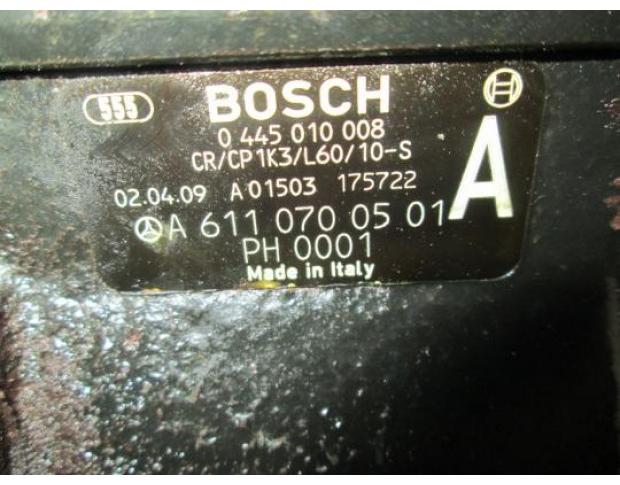 555 BOSCH
0 445 010 008
CR/CP1K3/L60/10-S
A
02.04.09 A 01503 175722
A 611 070 05 01
PH 0001
Made in Italy